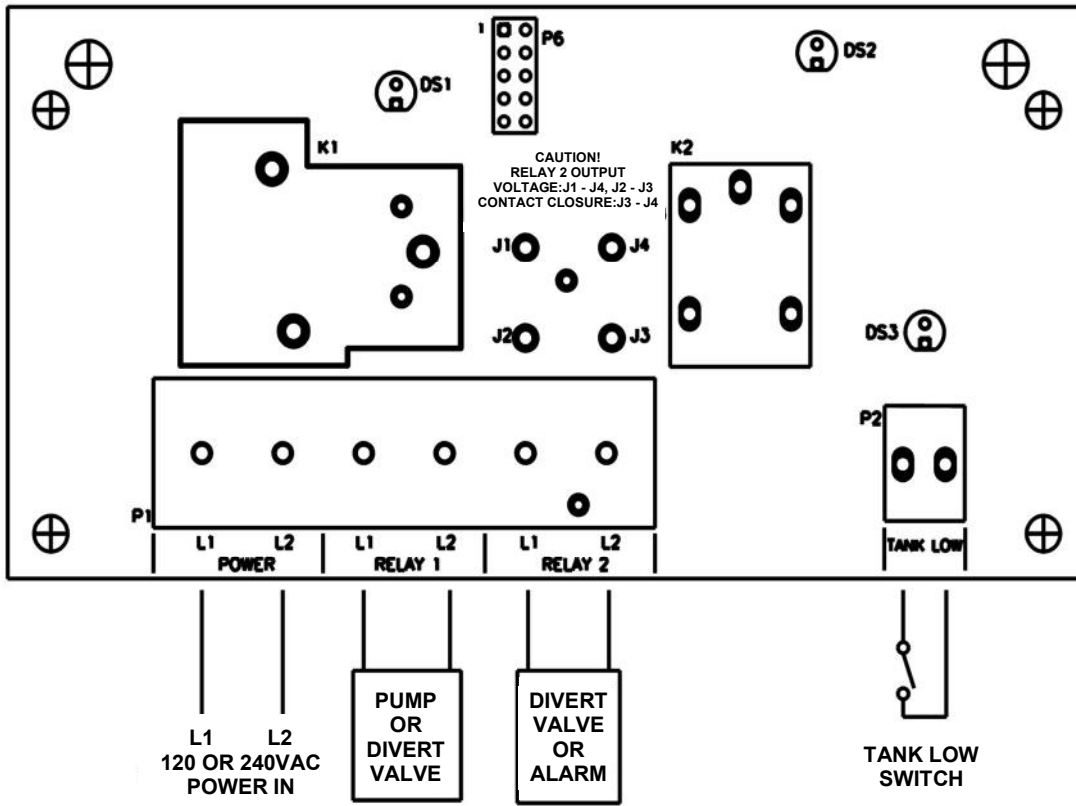 1 P6
DS2
DS1
K1
CAUTION!
RELAY 2 OUTPUT
VOLTAGE:J1 - J4, J2 - J3
CONTACT CLOSURE:J3 - J4
K2
J1 J4
J2 J3
DS3
P2
P1
L1 L2 L1 L2 L1 L2
POWER RELAY 1 RELAY 2
TANK LOW
L1 L2
120 OR 240VAC
POWER IN
PUMP
OR
DIVERT
VALVE
DIVERT
VALVE
OR
ALARM
TANK LOW
SWITCH